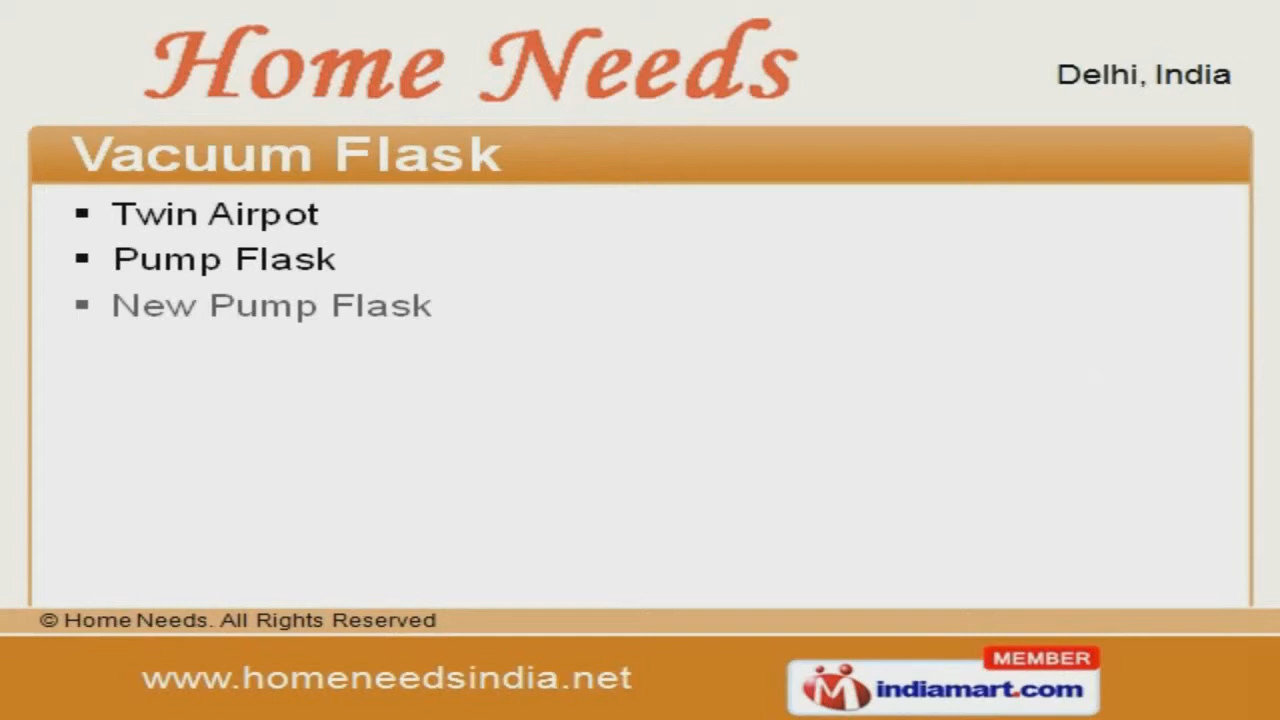 Home Needs
Delhi, India
Vacuum Flask
▪ Twin Airpot
▪ Pump Flask
▪ New Pump Flask
© Home Needs. All Rights Reserved
www.homeneedsindia.net
MEMBER
indiamart.com